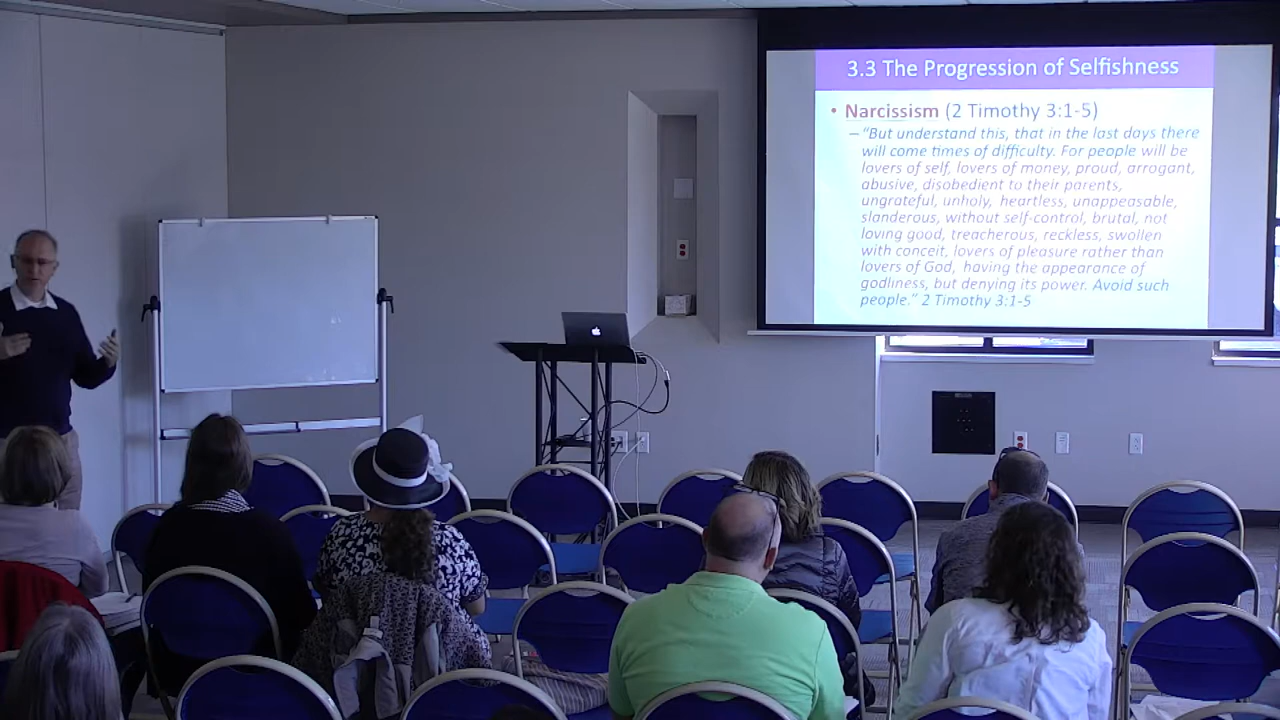 3.3 The Progression of Selfishness
• Narcissism (2 Timothy 3:1-5)
– “But understand this, that in the last days there
will come times of difficulty. For people will be
lovers of self, lovers of money, proud, arrogant,
abusive, disobedient to their parents,
ungrateful, unholy, heartless, unappeasable,
slanderous, without self-control, brutal, not
loving good, treacherous, reckless, swollen
with conceit, lovers of pleasure rather than
lovers of God, having the appearance of
godliness, but denying its power. Avoid such
people.” 2 Timothy 3:1-5